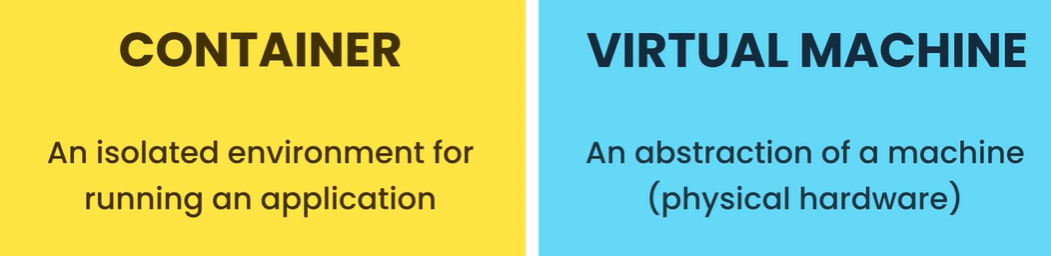 CONTAINER
An isolated environment for
running an application
VIRTUAL MACHINE
An abstraction of a machine
(physical hardware)